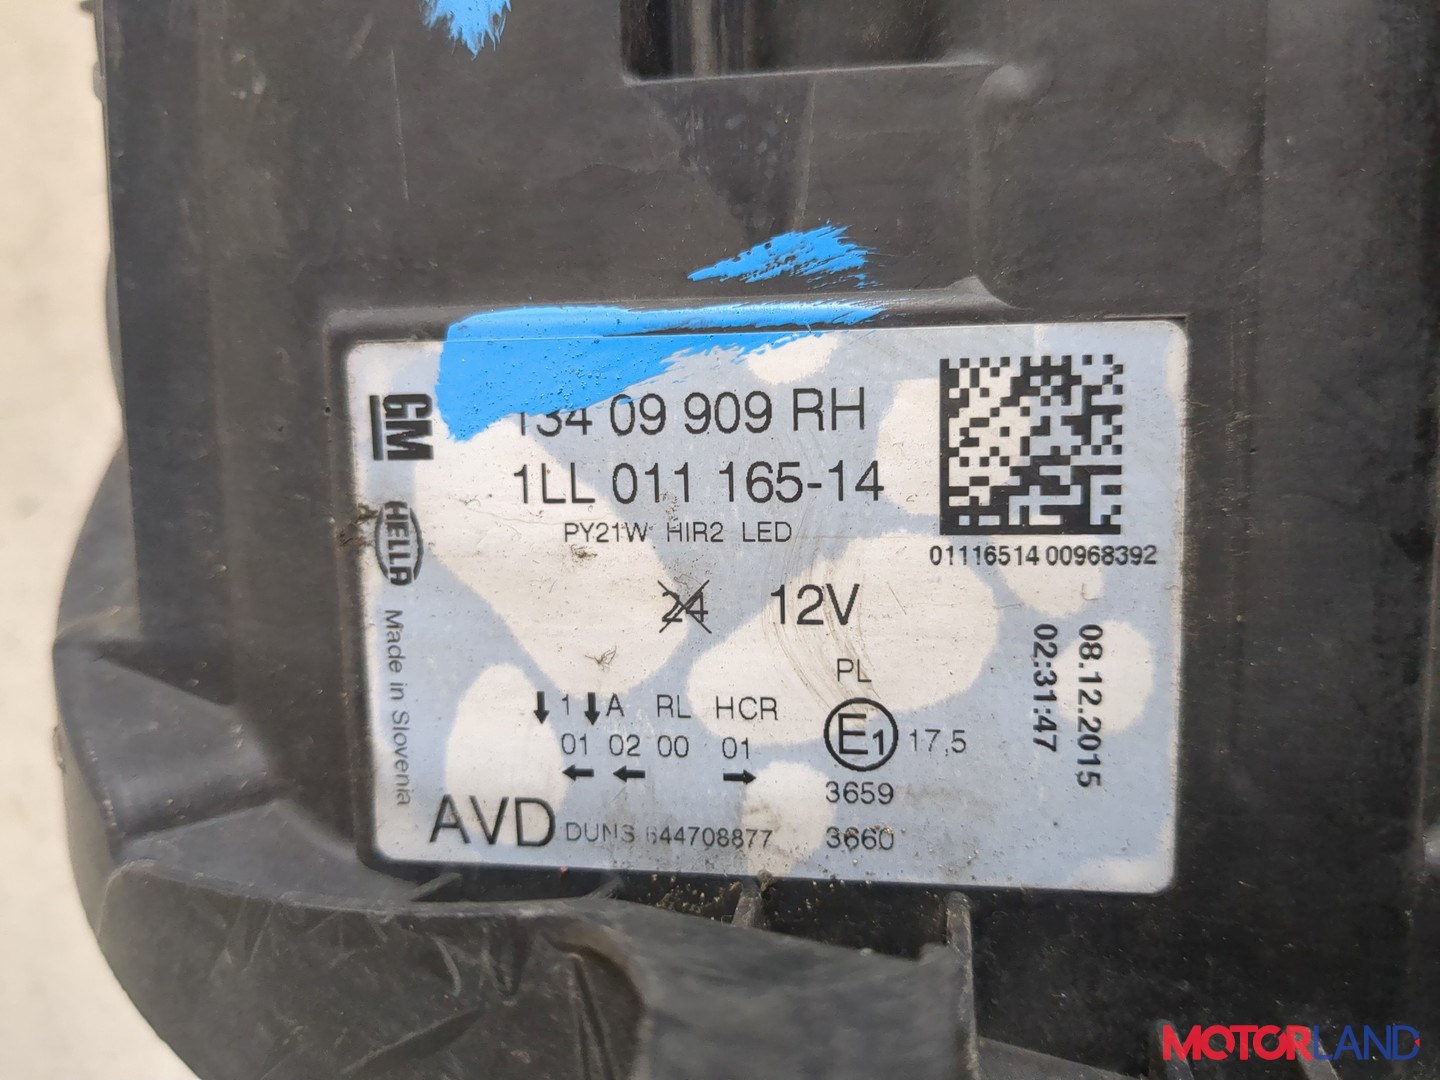 GM
134 09 909 RH
1LL 011 165-14
PY21W HIR2 LED
01116514 00968392
HELLA
24 12V
Made in Slovenia
08.12.2015
02:31:47
PL
1 A RL HCR
01 02 00 01
E1 17,5
3659
3660
AVD DUNS 644708877
MOTORLAND